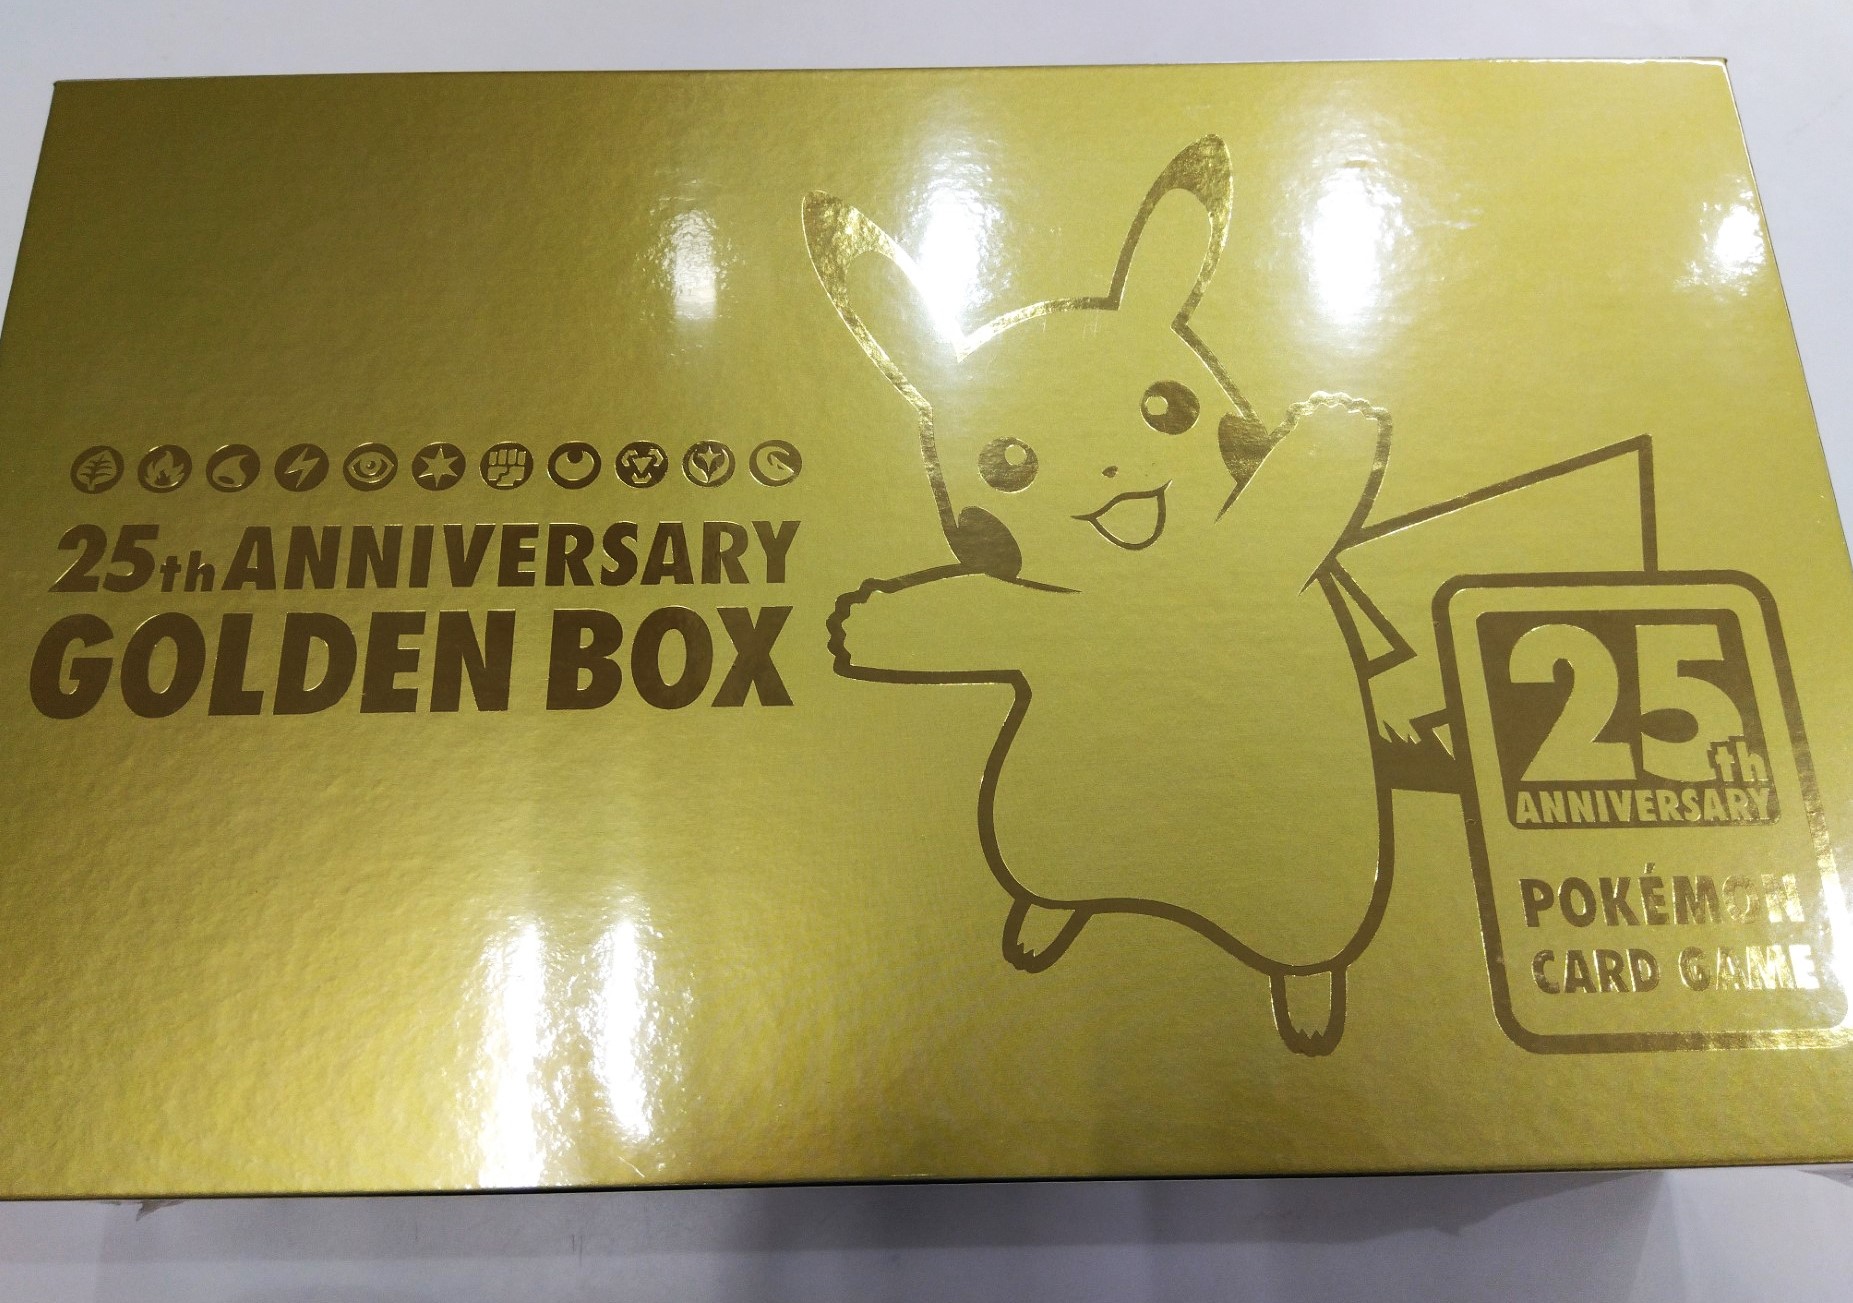 25th ANNIVERSARY
GOLDEN BOX
25th
ANNIVERSARY
POKÉMON
CARD GAME